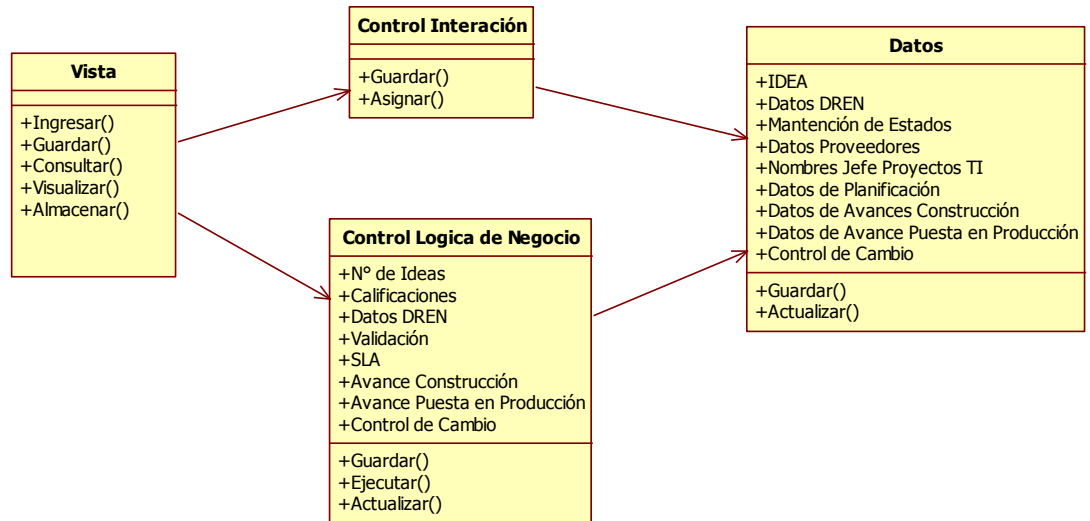 Vista
+Ingresar()
+Guardar()
+Consultar()
+Visualizar()
+Almacenar()
Control Interación
+Guardar()
+Asignar()
Control Logica de Negocio
+N° de Ideas
+Calificaciones
+Datos DREN
+Validación
+SLA
+Avance Construcción
+Avance Puesta en Producción
+Control de Cambio
+Guardar()
+Ejecutar()
+Actualizar()
Datos
+IDEA
+Datos DREN
+Mantención de Estados
+Datos Proveedores
+Nombres Jefe Proyectos TI
+Datos de Planificación
+Datos de Avances Construcción
+Datos de Avance Puesta en Producción
+Control de Cambio
+Guardar()
+Actualizar()